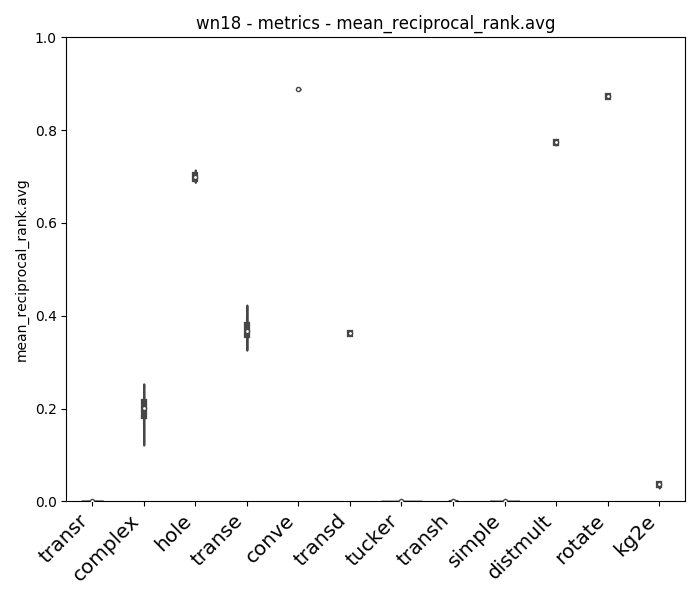 wn18 - metrics - mean_reciprocal_rank.avg
mean_reciprocal_rank.avg
1.0
0.8
0.6
0.4
0.2
0.0
transr
complex
hole
transe
conve
transd
tucker
transh
simple
distmult
rotate
kg2e